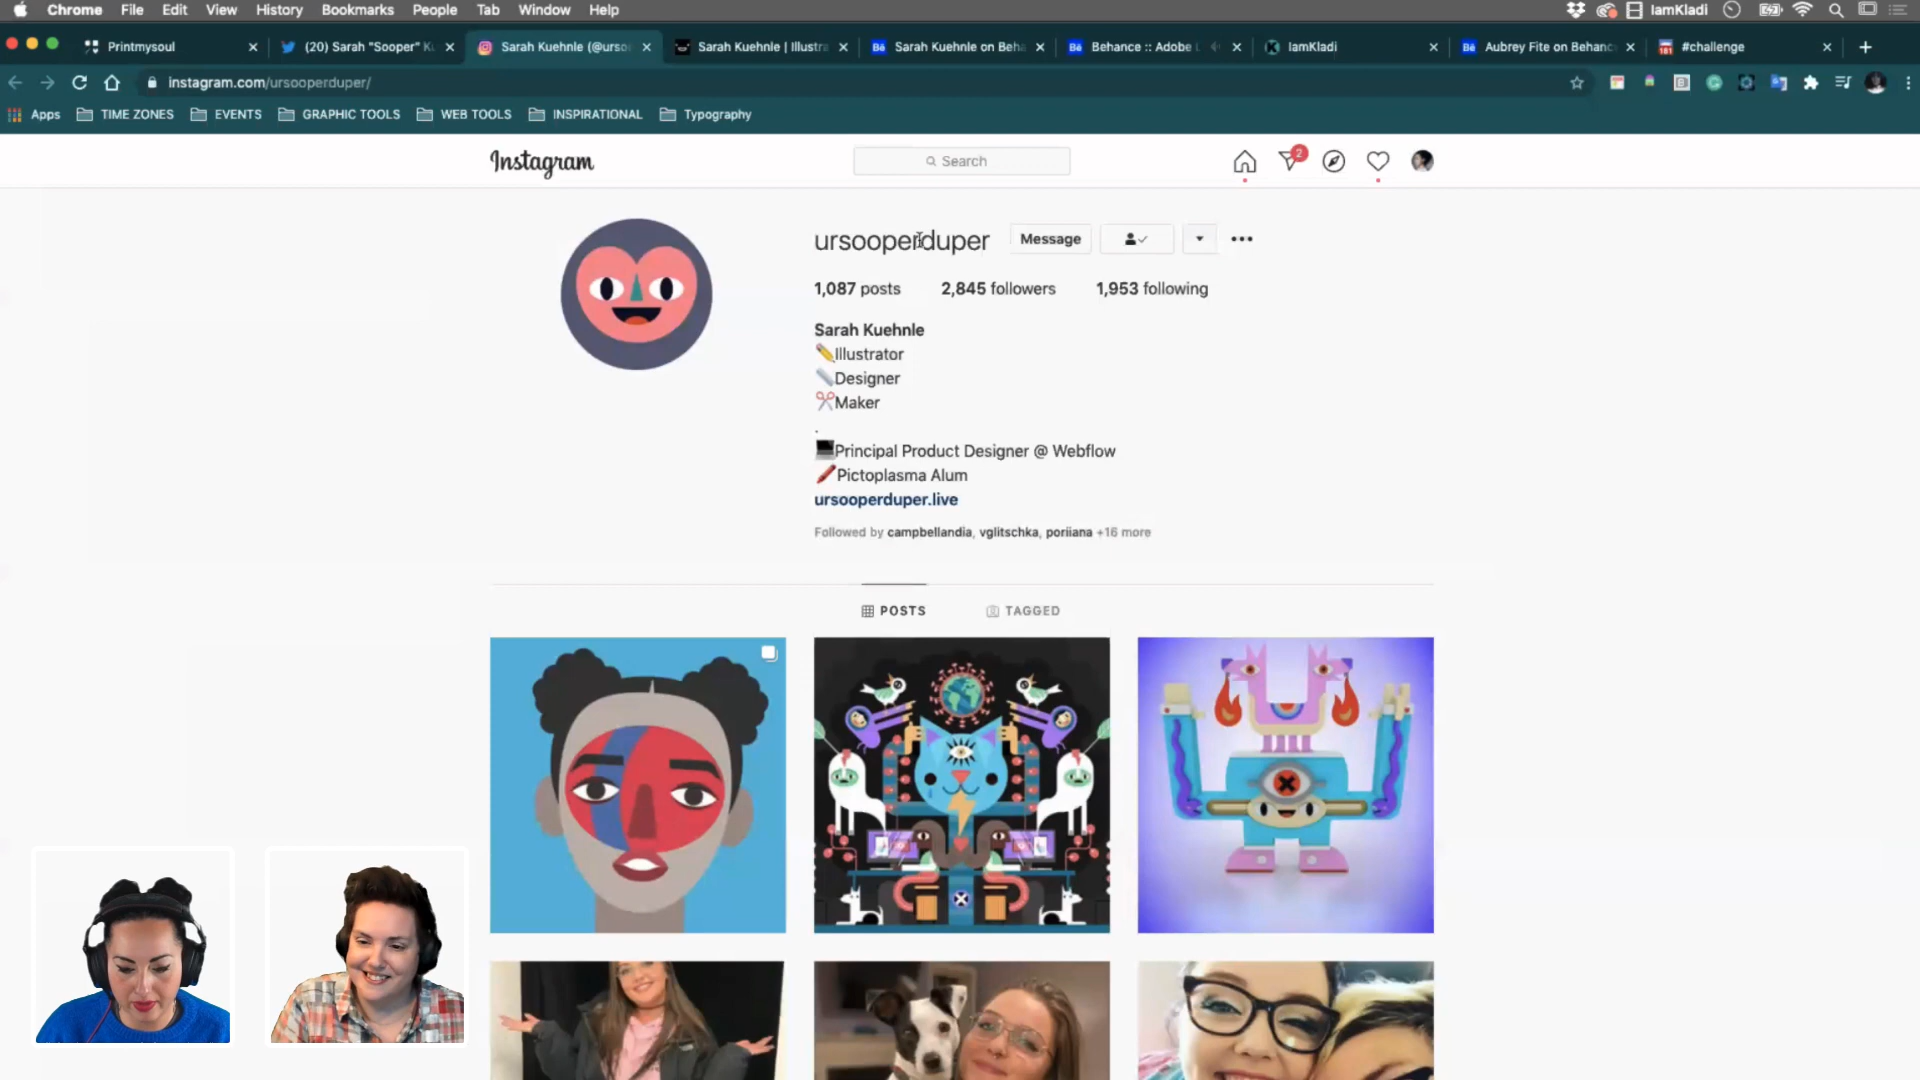 Chrome File Edit View History Bookmarks People Tab Window Help IamKladi
Printmysoul
(20) Sarah "Sooper" Ku
Sarah Kuehnle (@urso
Sarah Kuehnle | Illustra
Sarah Kuehnle on Beha
Behance :: Adobe L
IamKladi
Aubrey Fite on Behance
#challenge
instagram.com/ursooperduper/
Apps TIME ZONES EVENTS GRAPHIC TOOLS WEB TOOLS INSPIRATIONAL Typography
Instagram Search 2
ursooperduper Message
1,087 posts 2,845 followers 1,953 following
Sarah Kuehnle
Illustrator
Designer
Maker
.
Principal Product Designer @ Webflow
Pictoplasma Alum
ursooperduper.live
Followed by campbellandia, vglitschka, poriiana +16 more
POSTS TAGGED